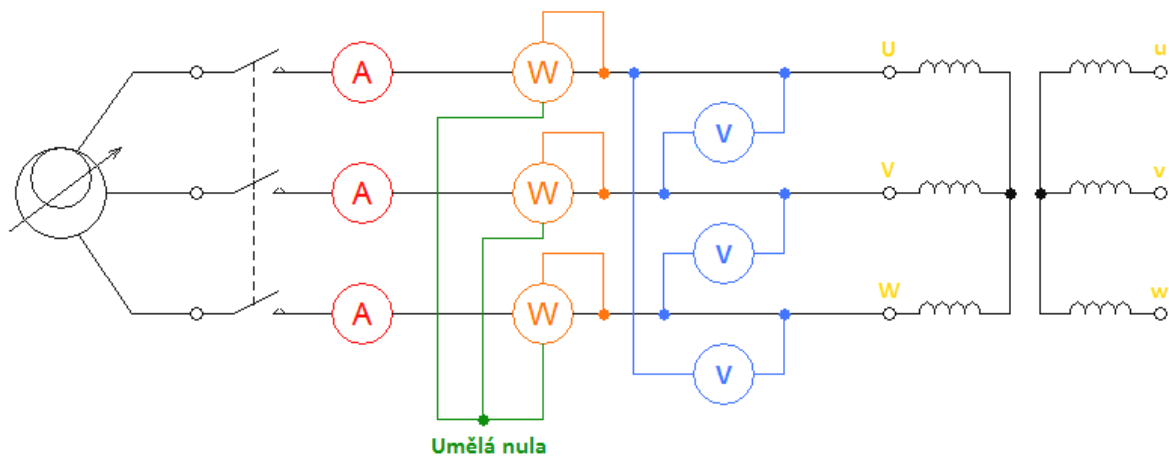 A W U u
V
A W V v
V
A W W w
V
Umělá nula